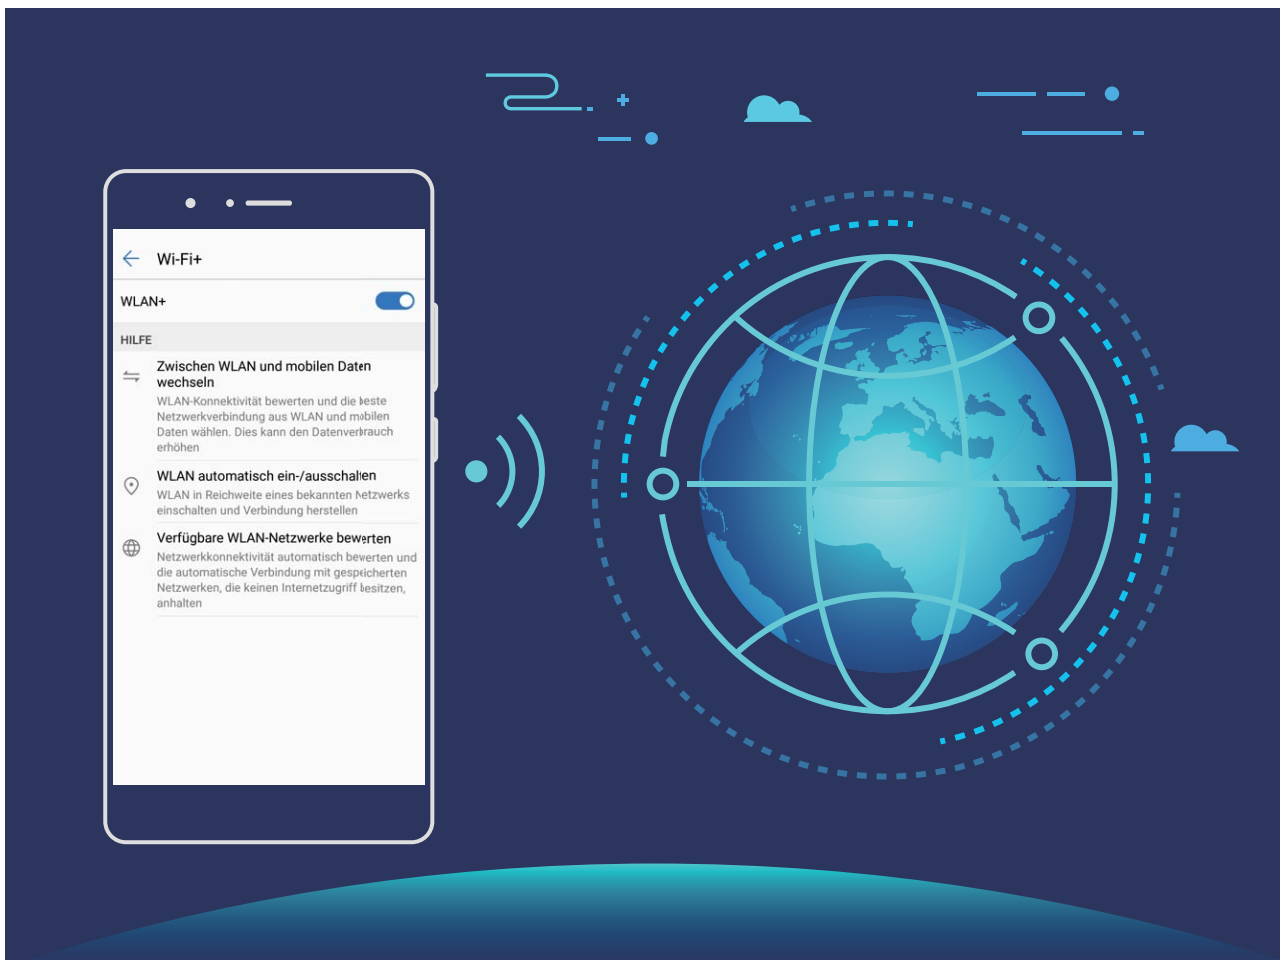 Wi-Fi+
WLAN+
HILFE
Zwischen WLAN und mobilen Daten
wechseln
WLAN-Konnektivität bewerten und die beste
Netzwerkverbindung aus WLAN und mobilen
Daten wählen. Dies kann den Datenverbrauch
erhöhen
WLAN automatisch ein-/ausschalten
WLAN in Reichweite eines bekannten Netzwerks
einschalten und Verbindung herstellen
Verfügbare WLAN-Netzwerke bewerten
Netzwerkkonnektivität automatisch bewerten und
die automatische Verbindung mit gespeicherten
Netzwerken, die keinen Internetzugriff besitzen,
anhalten